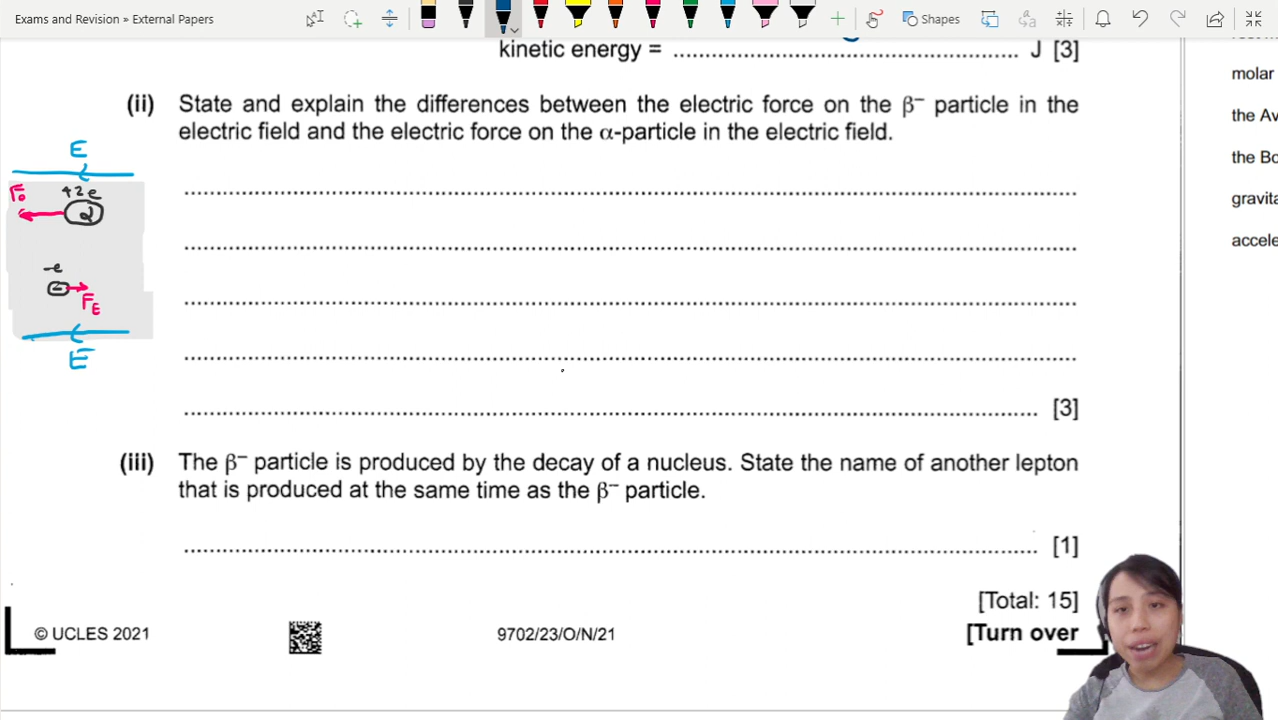 Exams and Revision » External Papers
Shapes
kinetic energy = ........................................ J [3]
molar
(ii) State and explain the differences between the electric force on the β⁻ particle in the
electric field and the electric force on the α-particle in the electric field.
the Av
the Bo
gravita
accele
E
+2e
α
-e
F_E
E
[3]
(iii) The β⁻ particle is produced by the decay of a nucleus. State the name of another lepton
that is produced at the same time as the β⁻ particle.
[1]
[Total: 15]
© UCLES 2021
9702/23/O/N/21
[Turn over